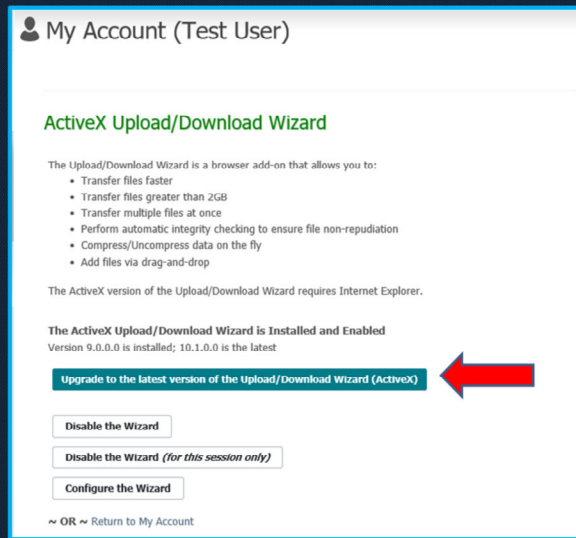 My Account (Test User)
ActiveX Upload/Download Wizard
The Upload/Download Wizard is a browser add-on that allows you to:
• Transfer files faster
• Transfer files greater than 2GB
• Transfer multiple files at once
• Perform automatic integrity checking to ensure file non-repudiation
• Compress/Uncompress data on the fly
• Add files via drag-and-drop
The ActiveX version of the Upload/Download Wizard requires Internet Explorer.
The ActiveX Upload/Download Wizard is Installed and Enabled
Version 9.0.0.0 is installed; 10.1.0.0 is the latest
Upgrade to the latest version of the Upload/Download Wizard (ActiveX)
Disable the Wizard
Disable the Wizard (for this session only)
Configure the Wizard
~ OR ~ Return to My Account